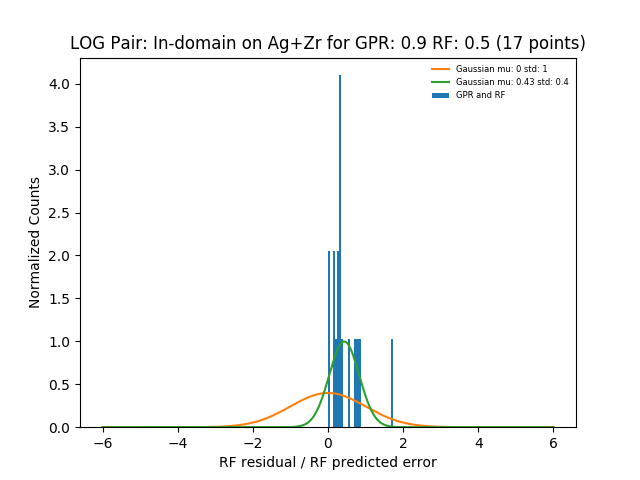 LOG Pair: In-domain on Ag+Zr for GPR: 0.9 RF: 0.5 (17 points)
Gaussian mu: 0 std: 1
Gaussian mu: 0.43 std: 0.4
GPR and RF
Normalized Counts
4.0
3.5
3.0
2.5
2.0
1.5
1.0
0.5
0.0
−6 −4 −2 0 2 4 6
RF residual / RF predicted error